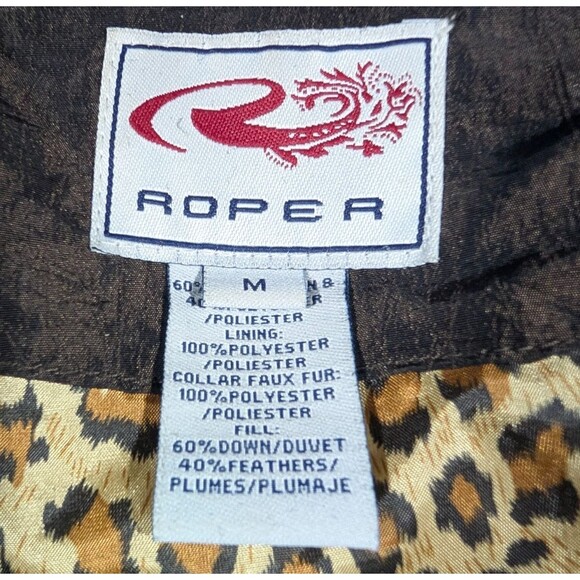 ROPER
M
60%
/POLIESTER
LINING:
100%POLYESTER
/POLIESTER
COLLAR FAUX FUR:
100%POLYESTER
/POLIESTER
FILL:
60%DOWN/DUVET
40%FEATHERS/
PLUMES/PLUMAJE